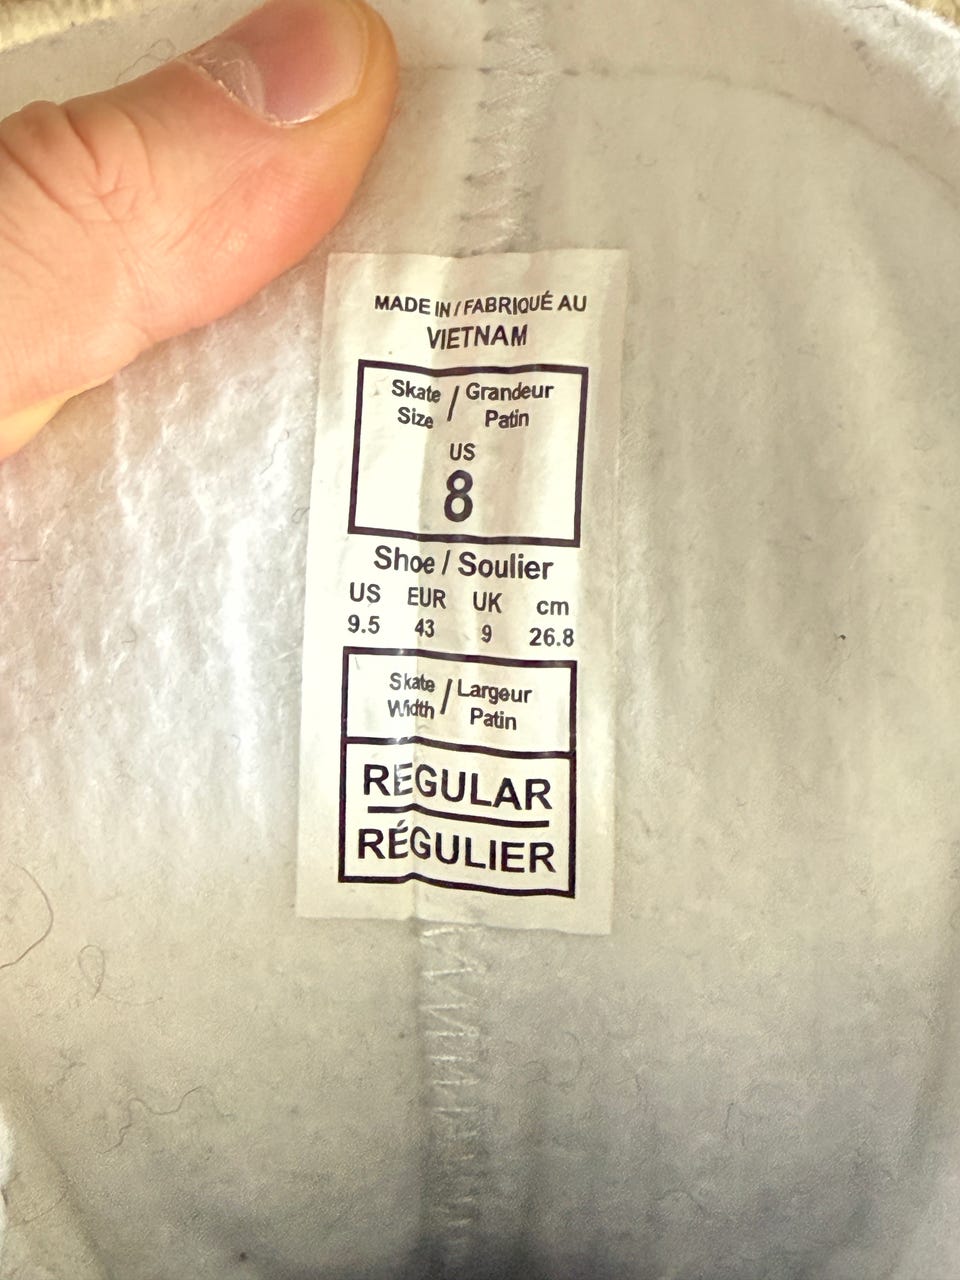 MADE IN / FABRIQUÉ AU
VIETNAM
Skate / Grandeur
Size Patin
US
8
Shoe / Soulier
US EUR UK cm
9.5 43 9 26.8
Skate / Largeur
Width Patin
REGULAR
RÉGULIER